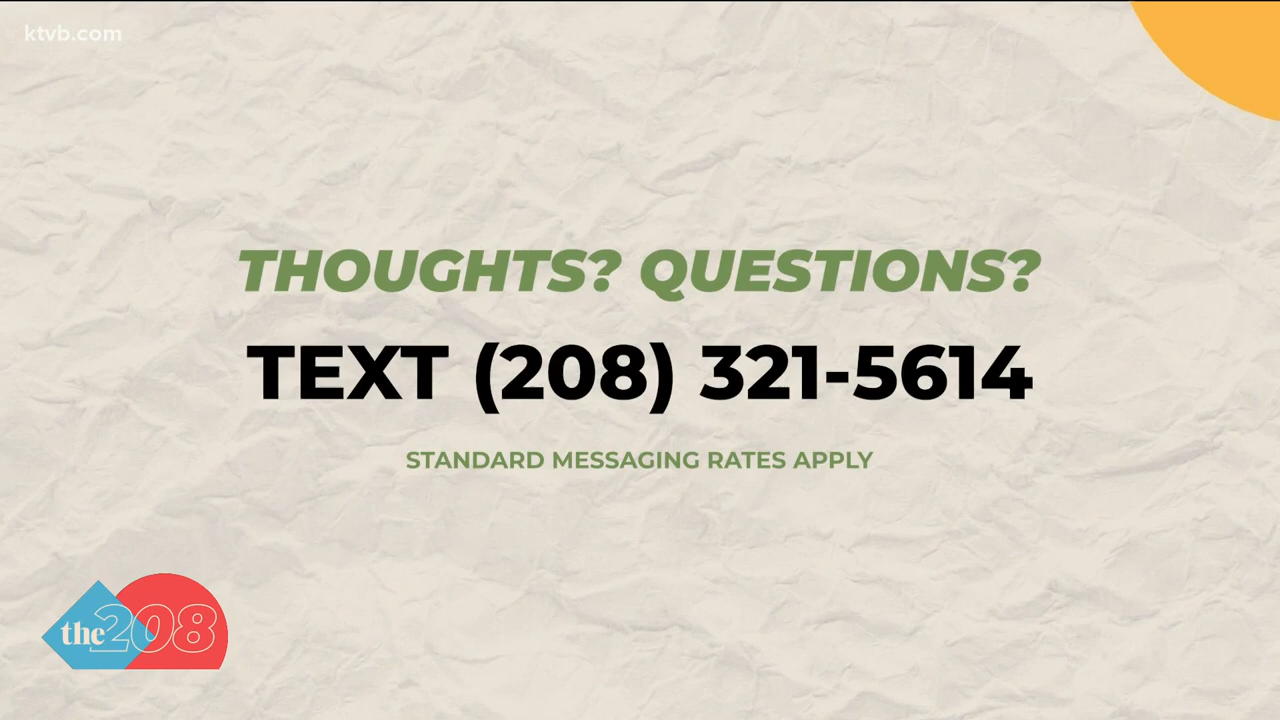 ktvb.com
THOUGHTS? QUESTIONS?
TEXT (208) 321-5614
STANDARD MESSAGING RATES APPLY
the208